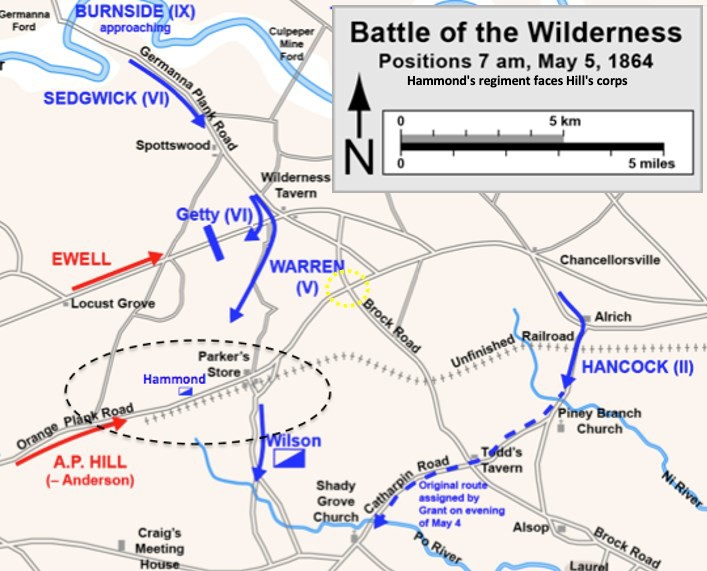 Germanna
Ford
BURNSIDE (IX)
approaching
Culpeper
Mine
Ford
Battle of the Wilderness
Positions 7 am, May 5, 1864
Hammond's regiment faces Hill's corps
0
5 km
0
5 miles
N
r
Germanna Plank Road
SEDGWICK (VI)
Spottswood
Wilderness
Tavern
Getty (VI)
EWELL
WARREN
(V)
Chancellorsville
Locust Grove
Brock Road
Alrich
Unfinished Railroad
Parker's
Store
Hammond
HANCOCK (II)
Orange Plank Road
Piney Branch
Church
A.P. HILL
(– Anderson)
Wilson
Todd's
Tavern
Catharpin Road
Ni River
Shady
Grove
Church
Original route
assigned by
Grant on evening
of May 4
Craig's
Meeting
House
Po River
Alsop
Brock Road
Laurel